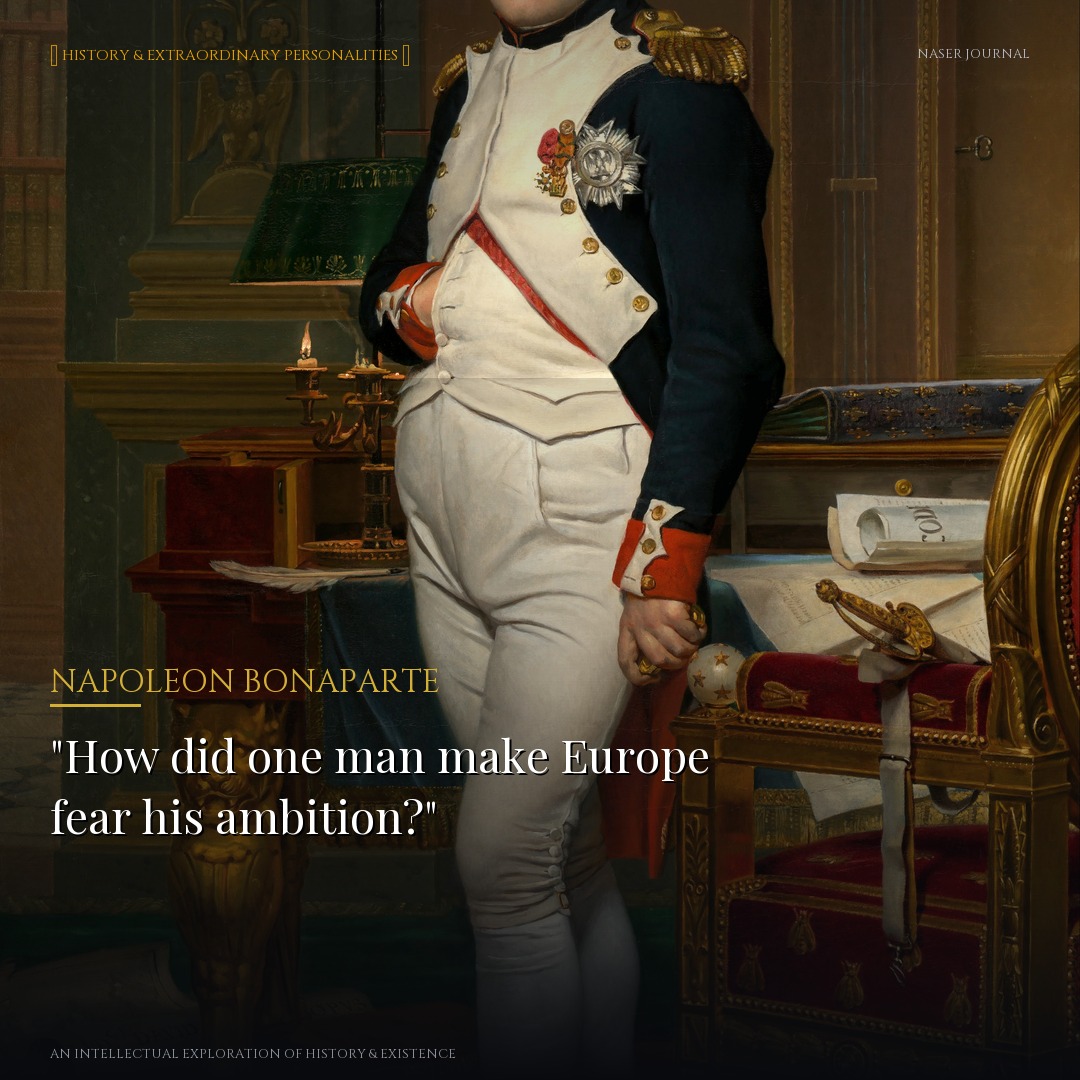 HISTORY & EXTRAORDINARY PERSONALITIES
NASER JOURNAL
COD
NAPOLEON BONAPARTE
"How did one man make Europe
fear his ambition?"
AN INTELLECTUAL EXPLORATION OF HISTORY & EXISTENCE